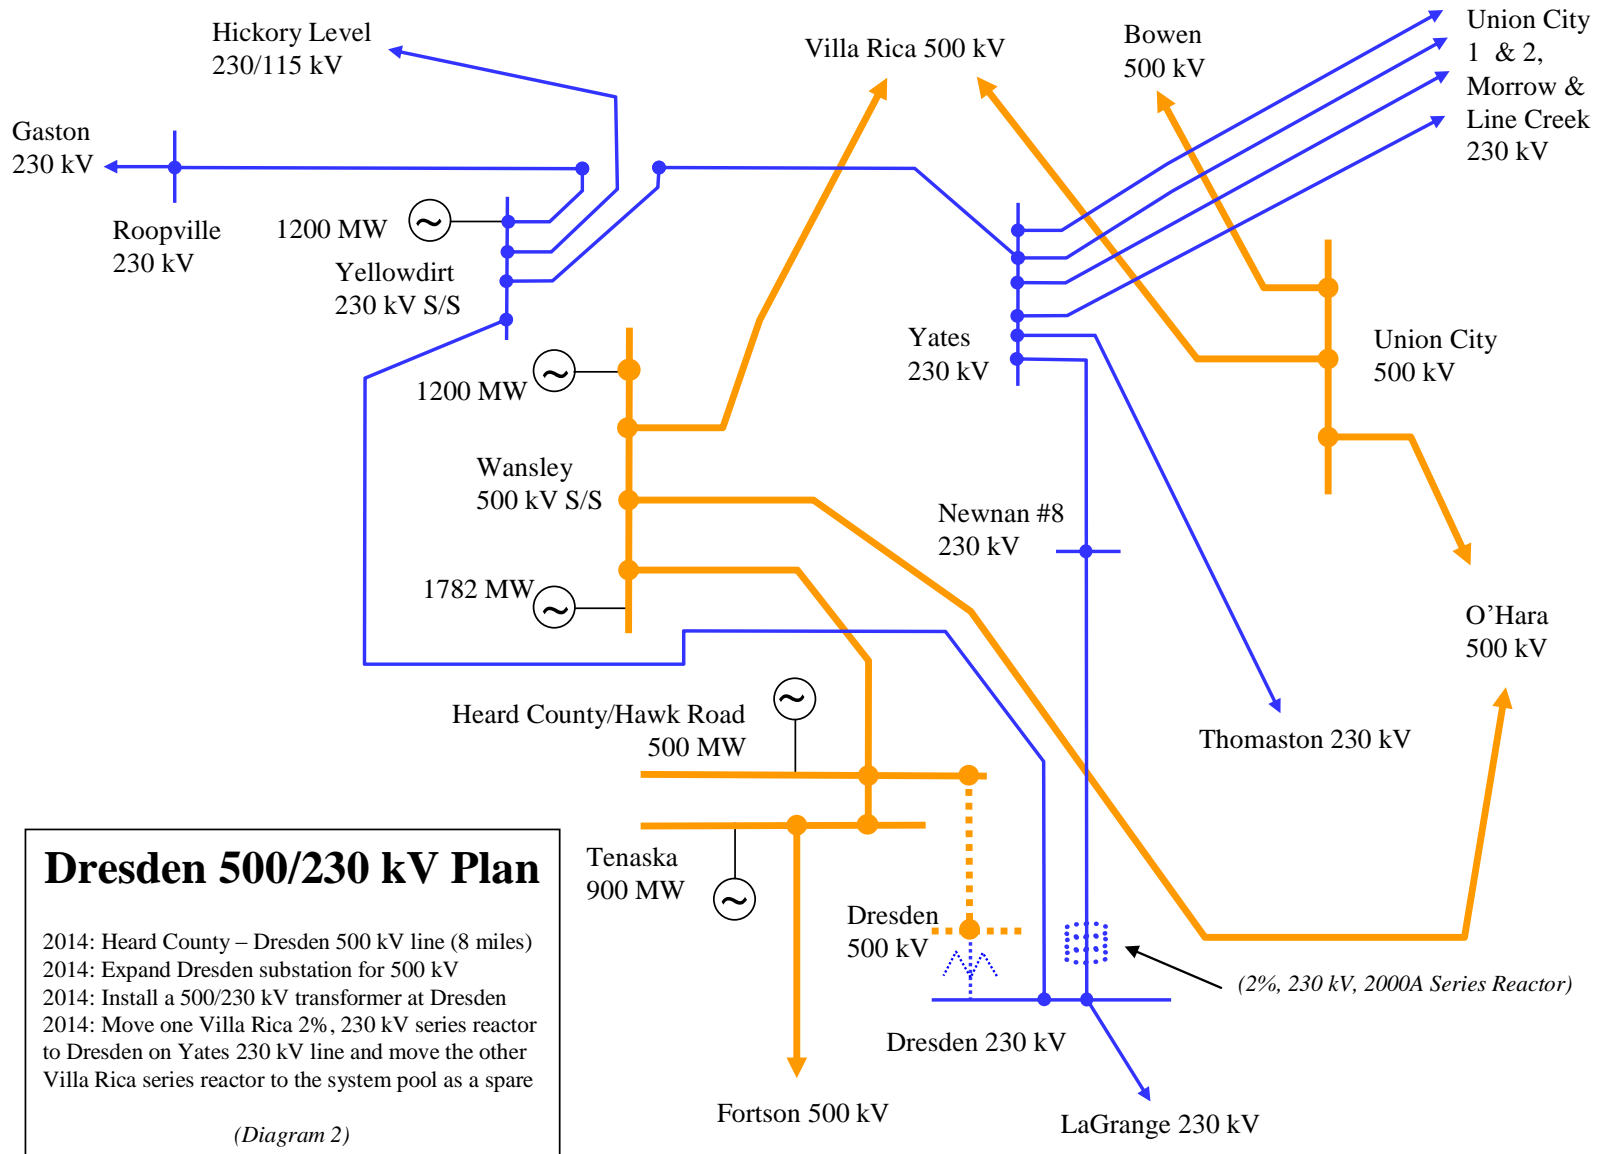 Hickory Level
230/115 kV
Villa Rica 500 kV
Bowen
500 kV
Union City
1 & 2,
Morrow &
Line Creek
230 kV
Gaston
230 kV
Roopville
230 kV
1200 MW
Yellowdirt
230 kV S/S
Yates
230 kV
Union City
500 kV
1200 MW
Wansley
500 kV S/S
1782 MW
Newnan #8
230 kV
O’Hara
500 kV
Heard County/Hawk Road
500 MW
Thomaston 230 kV
Tenaska
900 MW
Dresden
500 kV
(2%, 230 kV, 2000A Series Reactor)
Dresden 230 kV
Fortson 500 kV
LaGrange 230 kV
Dresden 500/230 kV Plan
2014: Heard County – Dresden 500 kV line (8 miles)
2014: Expand Dresden substation for 500 kV
2014: Install a 500/230 kV transformer at Dresden
2014: Move one Villa Rica 2%, 230 kV series reactor
to Dresden on Yates 230 kV line and move the other
Villa Rica series reactor to the system pool as a spare
(Diagram 2)